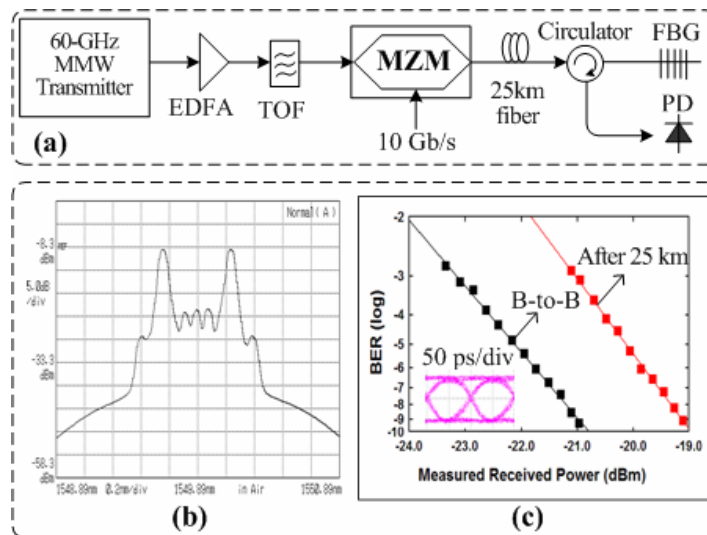 60-GHz
MMW
Transmitter
EDFA
TOF
MZM
10 Gb/s
25km
fiber
Circulator
FBG
PD
(a)
Normal(A)
-8.3
dBm
REF
5.0dB
/div
-33.3
dBm
-58.3
dBm
1548.89nm 0.2nm/div 1549.89nm in Air 1550.89nm
(b)
-2
-3
-4
-5
-6
-7
-8
-9
-10
BER (log)
After 25 km
B-to-B
50 ps/div
-24.0 -23.0 -22.0 -21.0 -20.0 -19.0
Measured Received Power (dBm)
(c)